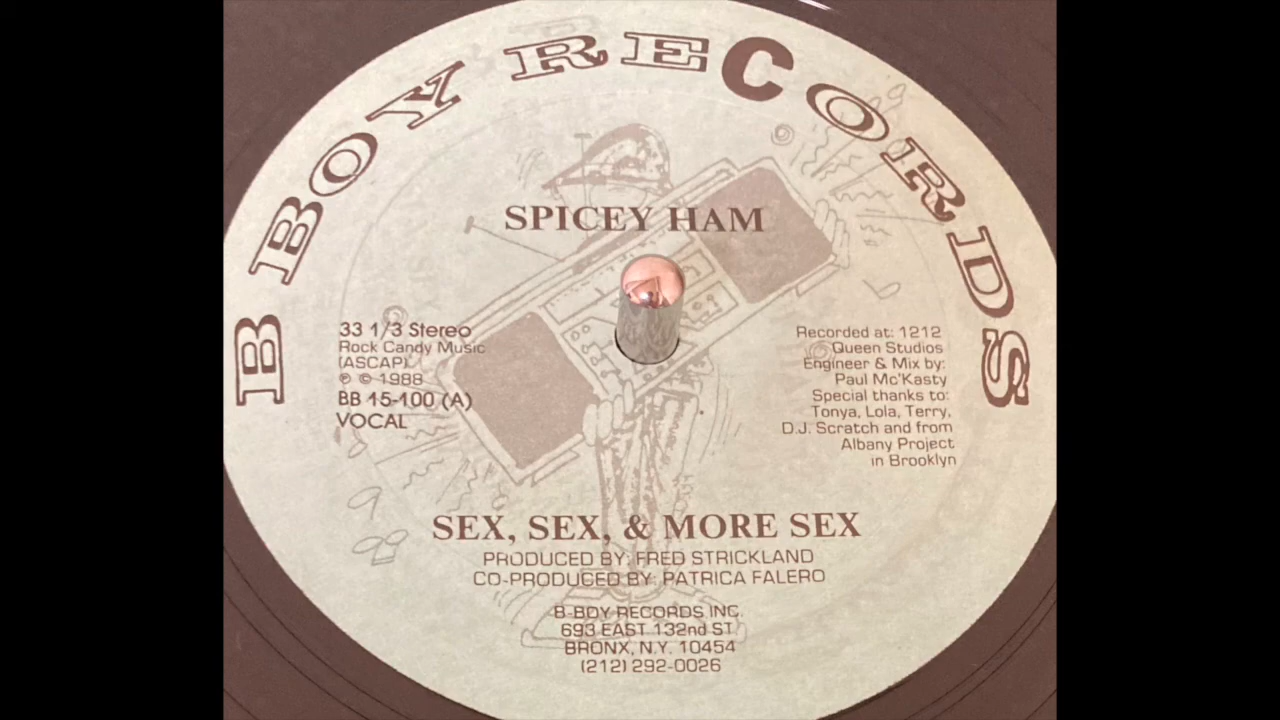 B BOY RECORDS
SPICEY HAM
33 1/3 Stereo
Rock Candy Music
(ASCAP)
℗ © 1988
BB 15-100 (A)
VOCAL
Recorded at: 1212
Queen Studios
Engineer & Mix by:
Paul Mc'Kasty
Special thanks to:
Tonya, Lola, Terry,
D.J. Scratch and from
Albany Project
in Brooklyn
SEX, SEX, & MORE SEX
PRODUCED BY: FRED STRICKLAND
CO-PRODUCED BY: PATRICA FALERO
B-BOY RECORDS INC.
693 EAST 132nd ST.
BRONX, N.Y. 10454
(212) 292-0026